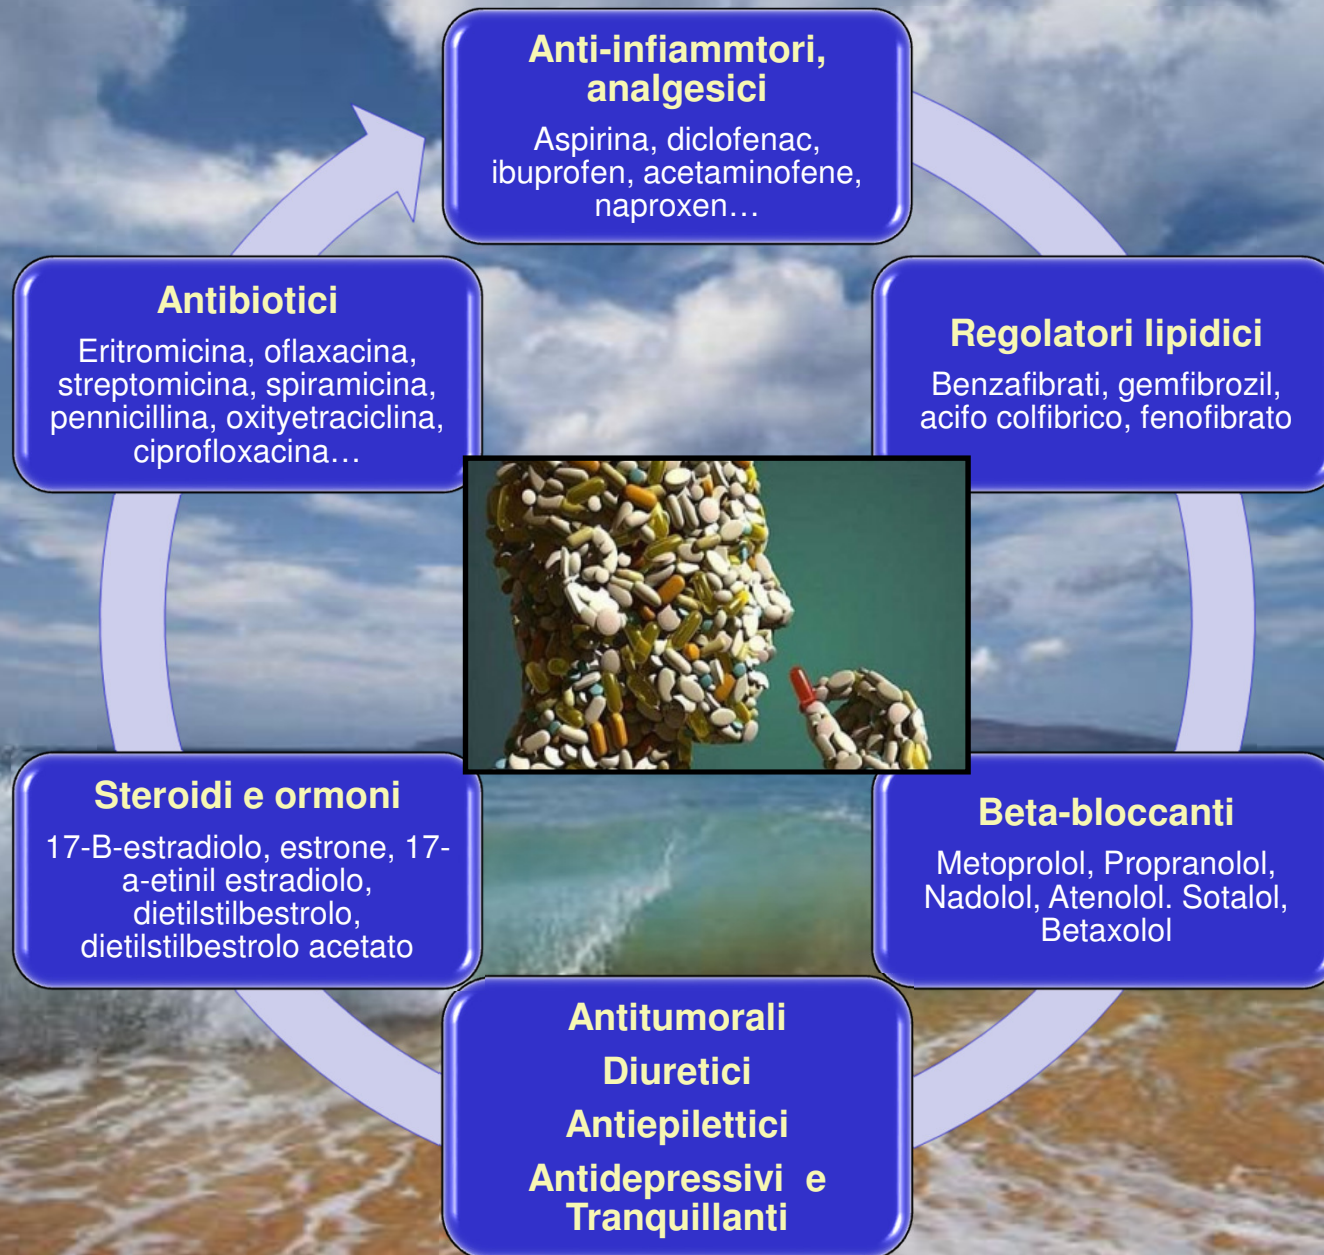 Anti-infiammtori,
analgesici
Aspirina, diclofenac,
ibuprofen, acetaminofene,
naproxen…
Regolatori lipidici
Benzafibrati, gemfibrozil,
acifo colfibrico, fenofibrato
Beta-bloccanti
Metoprolol, Propranolol,
Nadolol, Atenolol. Sotalol,
Betaxolol
Antitumorali
Diuretici
Antiepilettici
Antidepressivi e
Tranquillanti
Steroidi e ormoni
17-B-estradiolo, estrone, 17-
a-etinil estradiolo,
dietilstilbestrolo,
dietilstilbestrolo acetato
Antibiotici
Eritromicina, oflaxacina,
streptomicina, spiramicina,
pennicillina, oxityetraciclina,
ciprofloxacina…